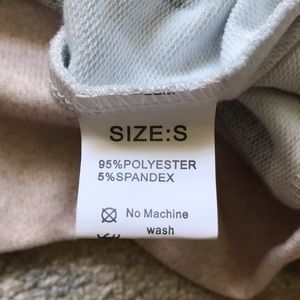 SIZE:S
95%POLYESTER
5%SPANDEX
No Machine
wash